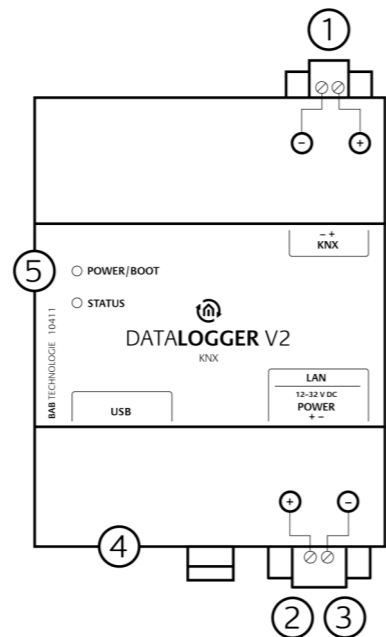 1
− +
− +
KNX
5
POWER/BOOT
STATUS
BAB TECHNOLOGIE 10411
DATALOGGER V2
KNX
USB
LAN
12–32 V DC
POWER
+ −
+ −
4
2 3